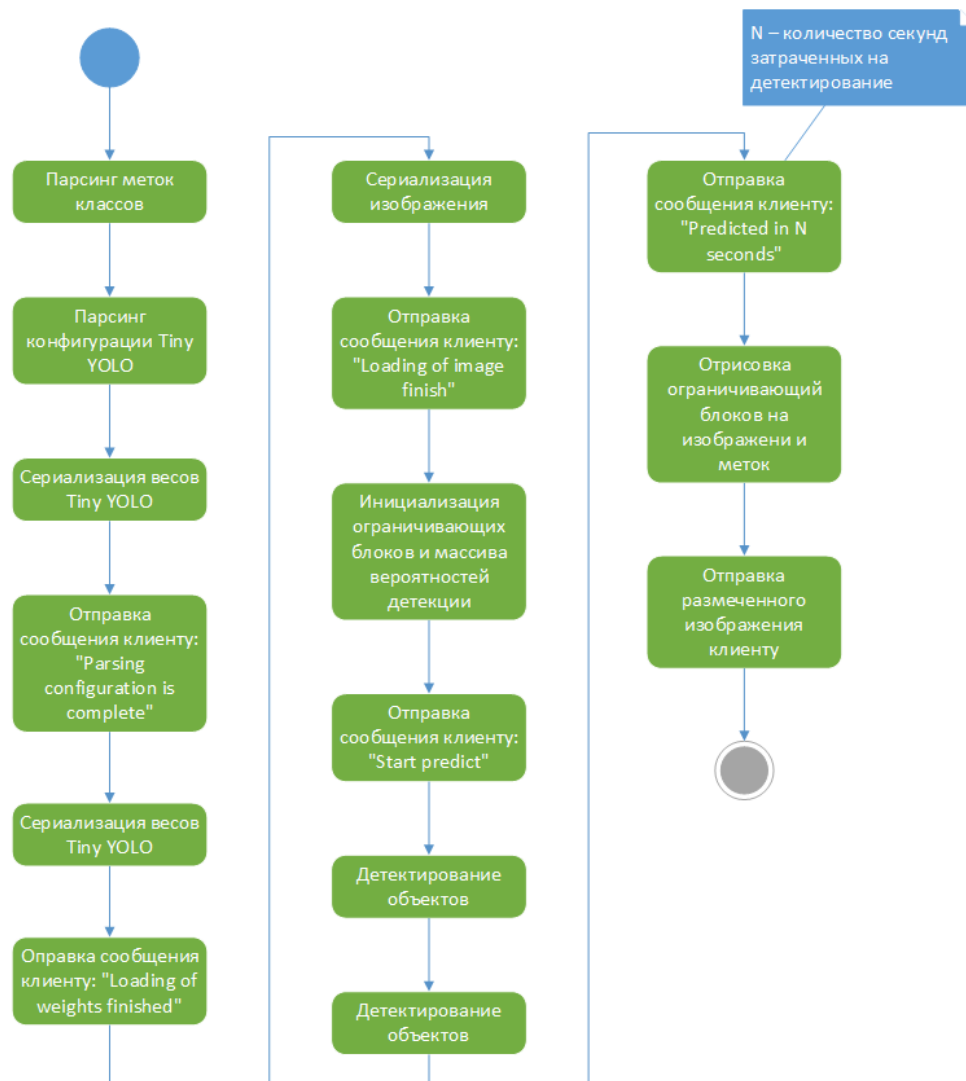 Парсинг меток
классов
Парсинг
конфигурации Tiny
YOLO
Сериализация весов
Tiny YOLO
Отправка
сообщения клиенту:
"Parsing
configuration is
complete"
Сериализация весов
Tiny YOLO
Оправка сообщения
клиенту: "Loading of
weights finished"
Сериализация
изображения
Отправка
сообщения клиенту:
"Loading of image
finish"
Инициализация
ограничивающих
блоков и массива
вероятностей
детекции
Отправка
сообщения клиенту:
"Start predict"
Детектирование
объектов
Детектирование
объектов
N – количество секунд
затраченных на
детектирование
Отправка
сообщения клиенту:
"Predicted in N
seconds"
Отрисовка
ограничивающий
блоков на
изображени и
меток
Отправка
размеченного
изображения
клиенту